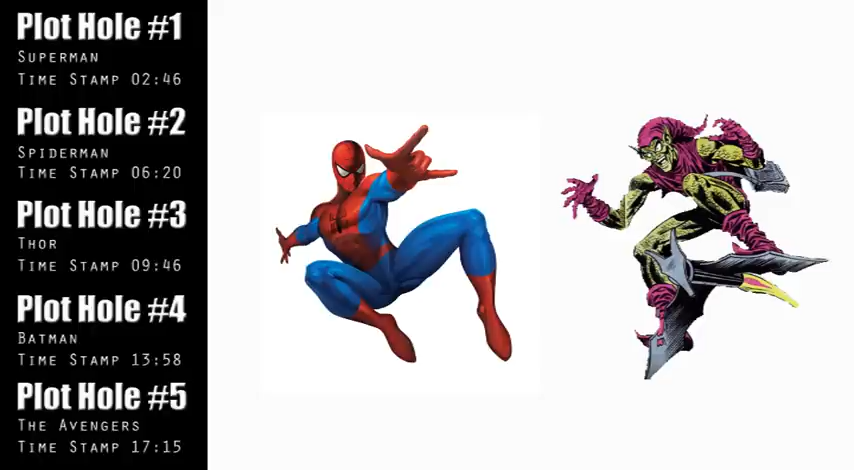 Plot Hole #1
Superman
Time Stamp 02:46
Plot Hole #2
Spiderman
Time Stamp 06:20
Plot Hole #3
Thor
Time Stamp 09:46
Plot Hole #4
Batman
Time Stamp 13:58
Plot Hole #5
The Avengers
Time Stamp 17:15